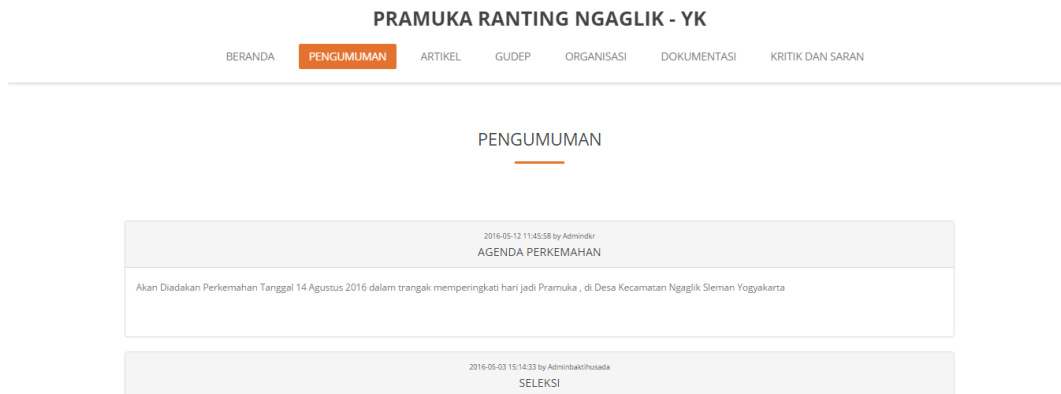 PRAMUKA RANTING NGAGLIK - YK
BERANDA PENGUMUMAN ARTIKEL GUDEP ORGANISASI DOKUMENTASI KRITIK DAN SARAN
PENGUMUMAN
2016-05-12 11:45:58 by Admindkr
AGENDA PERKEMAHAN
Akan Diadakan Perkemahan Tanggal 14 Agustus 2016 dalam trangak memperingkati hari jadi Pramuka , di Desa Kecamatan Ngaglik Sleman Yogyakarta
2016-05-03 15:14:33 by Adminbaktihusada
SELEKSI